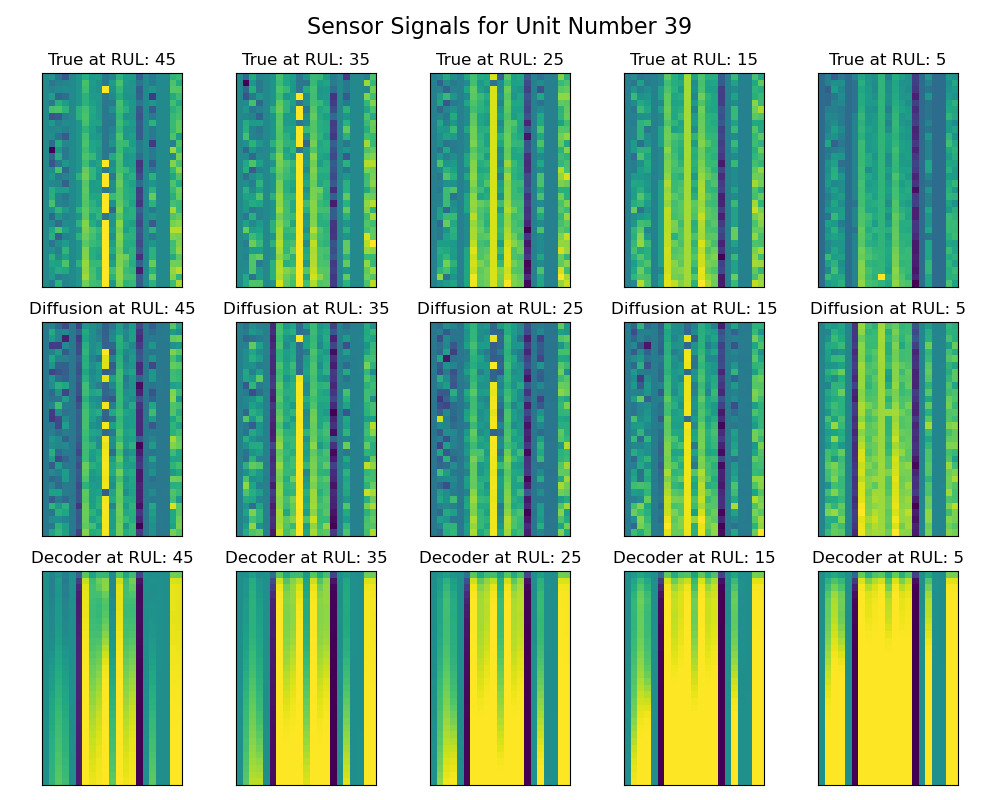 Sensor Signals for Unit Number 39
True at RUL: 45
True at RUL: 35
True at RUL: 25
True at RUL: 15
True at RUL: 5
Diffusion at RUL: 45
Diffusion at RUL: 35
Diffusion at RUL: 25
Diffusion at RUL: 15
Diffusion at RUL: 5
Decoder at RUL: 45
Decoder at RUL: 35
Decoder at RUL: 25
Decoder at RUL: 15
Decoder at RUL: 5